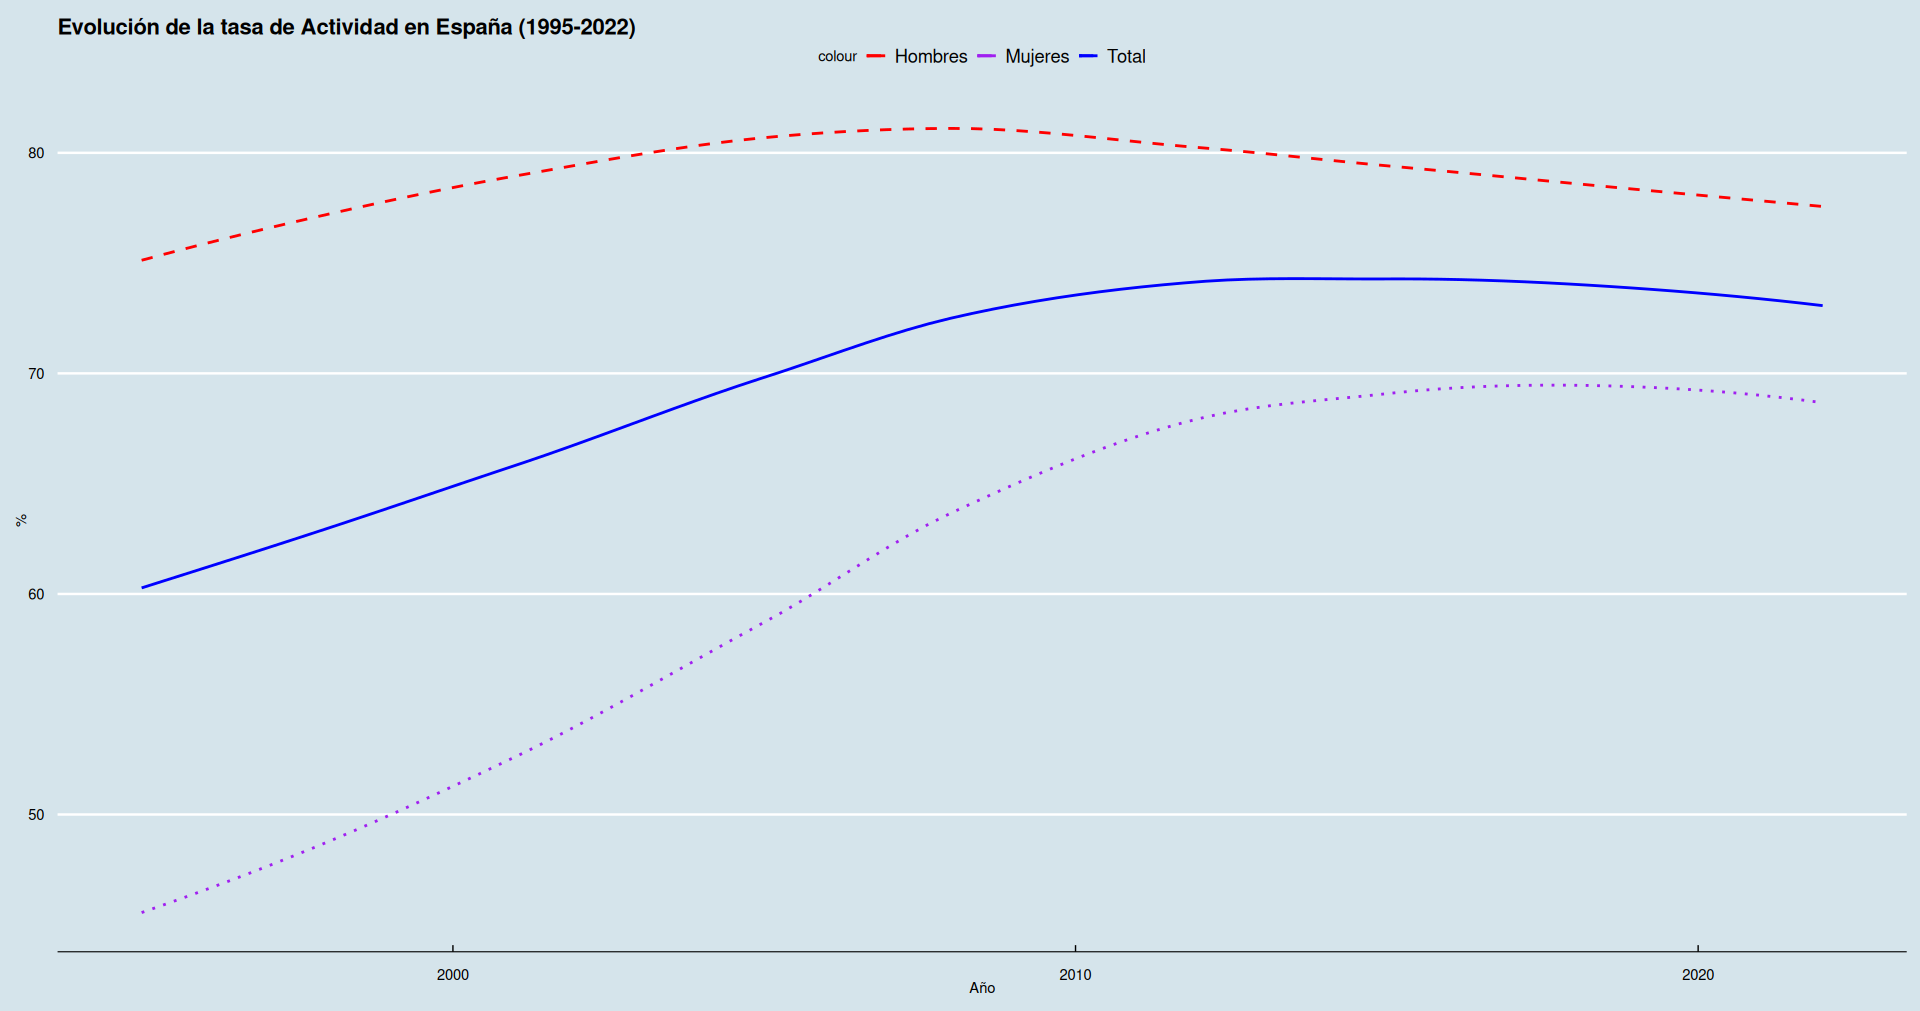 Evolución de la tasa de Actividad en España (1995-2022)
colour Hombres Mujeres Total
80
70
60
50
%
2000 2010 2020
Año